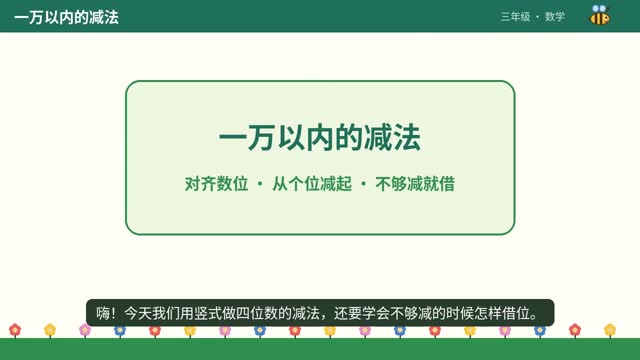 一万以内的减法
三年级 · 数学
一万以内的减法
对齐数位 · 从个位减起 · 不够减就借
嗨！今天我们用竖式做四位数的减法，还要学会不够减的时候怎样借位。